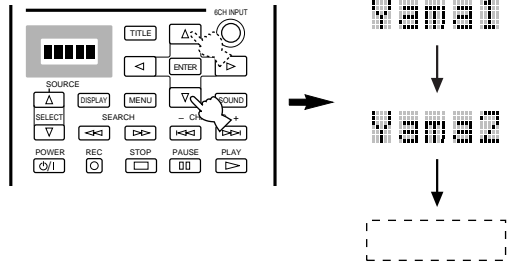 6CH INPUT
TITLE
ENTER
SOURCE
DISPLAY MENU SOUND
SELECT SEARCH – CH +
POWER REC STOP PAUSE PLAY
Yama1
Yama2